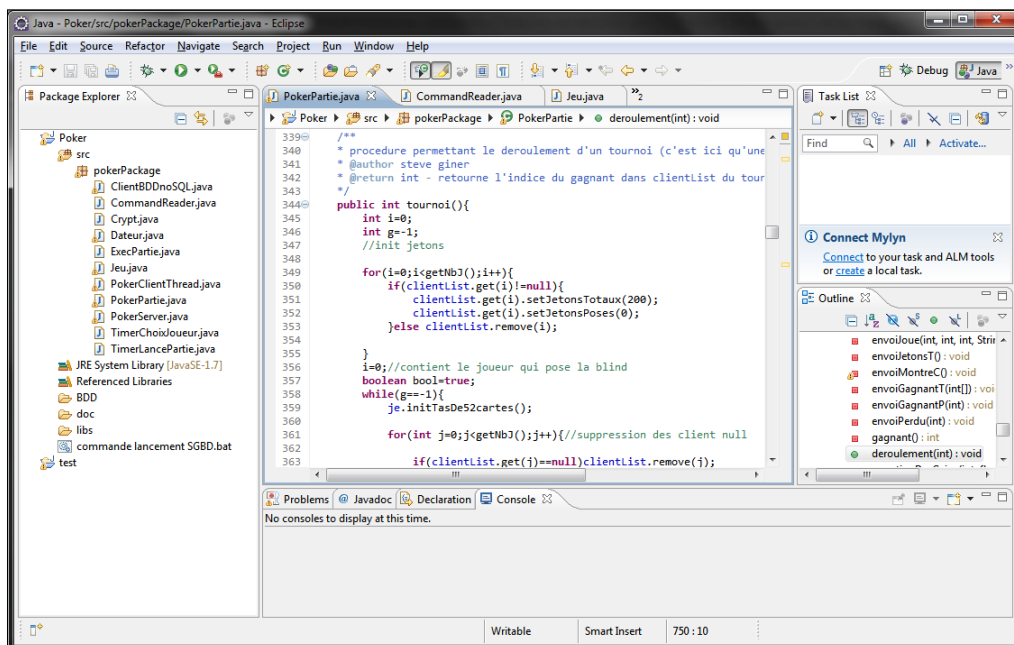 Java - Poker/src/pokerPackage/PokerPartie.java - Eclipse
File Edit Source Refactor Navigate Search Project Run Window Help
Debug Java
Package Explorer
Poker
src
pokerPackage
ClientBDDnoSQL.java
CommandReader.java
Crypt.java
Dateur.java
ExecPartie.java
Jeu.java
PokerClientThread.java
PokerPartie.java
PokerServer.java
TimerChoixJoueur.java
TimerLancePartie.java
JRE System Library [JavaSE-1.7]
Referenced Libraries
BDD
doc
libs
commande lancement SGBD.bat
test
PokerPartie.java CommandReader.java Jeu.java »2
Poker src pokerPackage PokerPartie deroulement(int) : void
339 /**
340 * procedure permettant le deroulement d'un tournoi (c'est ici qu'une
341 * @author steve giner
342 * @return int - retourne l'indice du gagnant dans clientList du tour
343 */
344 public int tournoi(){
345 int i=0;
346 int g=-1;
347 //init jetons
348
349 for(i=0;i<getNbJ();i++){
350 if(clientList.get(i)!=null){
351 clientList.get(i).setJetonsTotaux(200);
352 clientList.get(i).setJetonsPoses(0);
353 }else clientList.remove(i);
354
355 }
356 i=0;//contient le joueur qui pose la blind
357 boolean bool=true;
358 while(g==-1){
359 je.initTasDe52cartes();
360
361 for(int j=0;j<getNbJ();j++){//suppression des client null
362
363 if(clientList.get(j)==null)clientList.remove(j);
Task List
Find All Activate...
Connect Mylyn
Connect to your task and ALM tools
or create a local task.
Outline
envoiJoue(int, int, int, Strir
envoiJetonsT() : void
envoiMontreC() : void
envoiGagnantT(int[]) : voi
envoiGagnantP(int) : void
envoiPerdu(int) : void
gagnant() : int
deroulement(int) : void
Problems Javadoc Declaration Console
No consoles to display at this time.
Writable Smart Insert 750 : 10